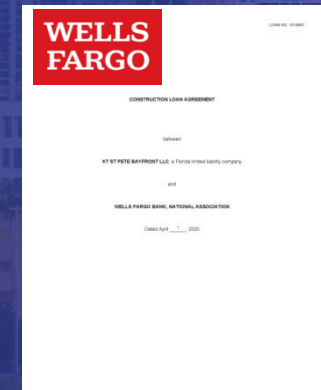 WELLS
FARGO
LOAN NO.
CONSTRUCTION LOAN AGREEMENT
between
KT ST PETE BAYFRONT LLC, a Florida limited liability company
and
WELLS FARGO BANK, NATIONAL ASSOCIATION
Dated April 7, 2020